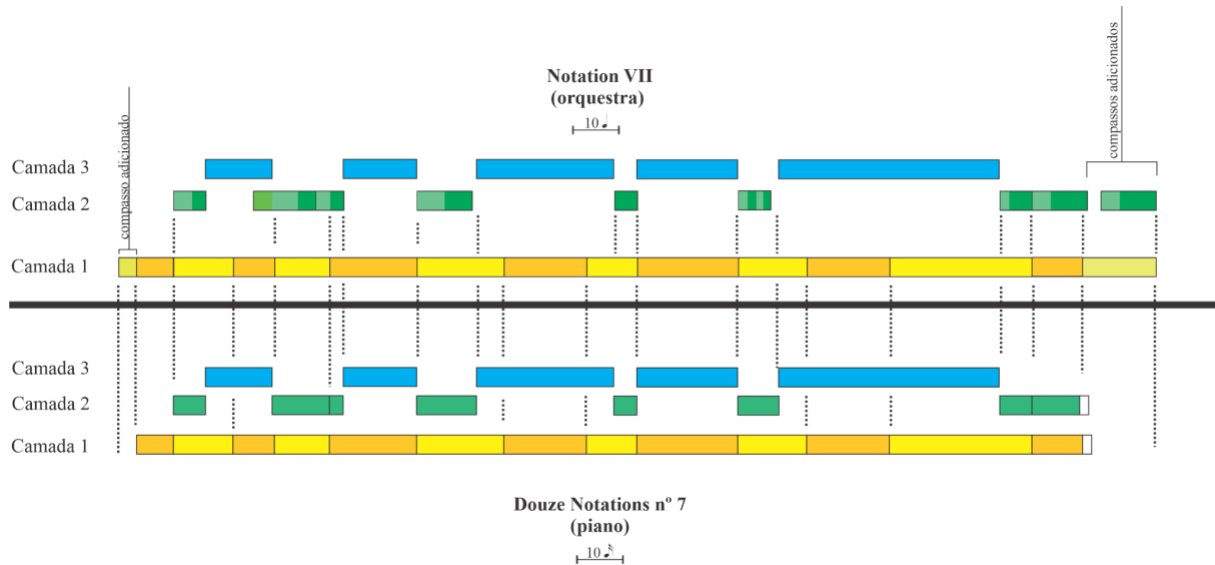 compasso adicionado
compassos adicionados
Notation VII
(orquestra)
10 ♩
Camada 3
Camada 2
Camada 1
Camada 3
Camada 2
Camada 1
Douze Notations nº 7
(piano)
10 𝅘𝅥𝅯